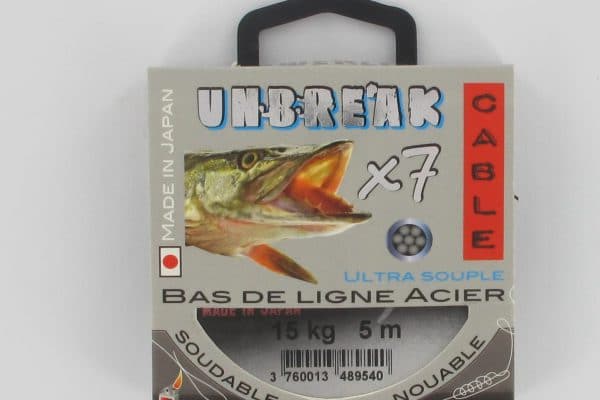 UNBREAK
x7
CABLE
MADE IN JAPAN
ULTRA SOUPLE
BAS DE LIGNE ACIER
MADE IN JAPAN
15 kg 5 m
3 760013 489540
SOUDABLE
NOUABLE